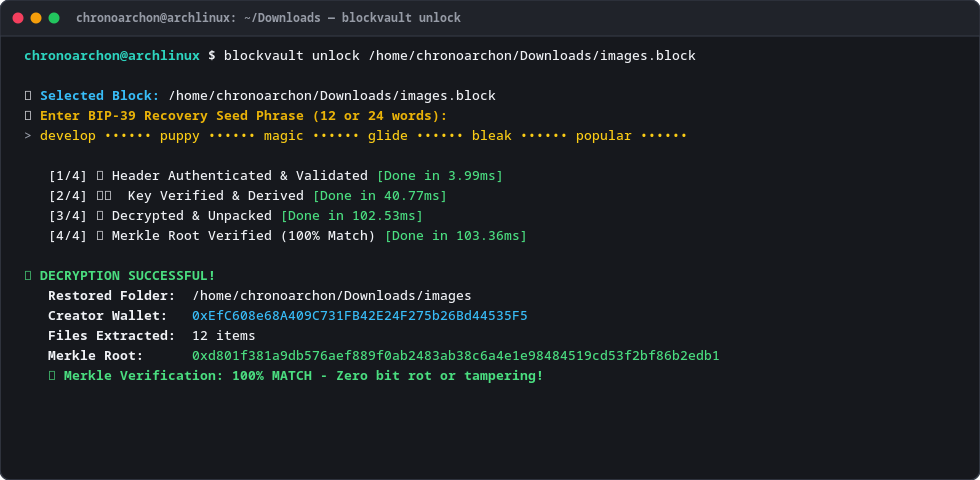 chronoarchon@archlinux: ~/Downloads — blockvault unlock
chronoarchon@archlinux $ blockvault unlock /home/chronoarchon/Downloads/images.block
Selected Block: /home/chronoarchon/Downloads/images.block
Enter BIP-39 Recovery Seed Phrase (12 or 24 words):
> develop •••••• puppy •••••• magic •••••• glide •••••• bleak •••••• popular ••••••
[1/4] Header Authenticated & Validated [Done in 3.99ms]
[2/4] Key Verified & Derived [Done in 40.77ms]
[3/4] Decrypted & Unpacked [Done in 102.53ms]
[4/4] Merkle Root Verified (100% Match) [Done in 103.36ms]
DECRYPTION SUCCESSFUL!
Restored Folder: /home/chronoarchon/Downloads/images
Creator Wallet: 0xEfC608e68A409C731FB42E24F275b26Bd44535F5
Files Extracted: 12 items
Merkle Root: 0xd801f381a9db576aef889f0ab2483ab38c6a4e1e98484519cd53f2bf86b2edb1
Merkle Verification: 100% MATCH - Zero bit rot or tampering!